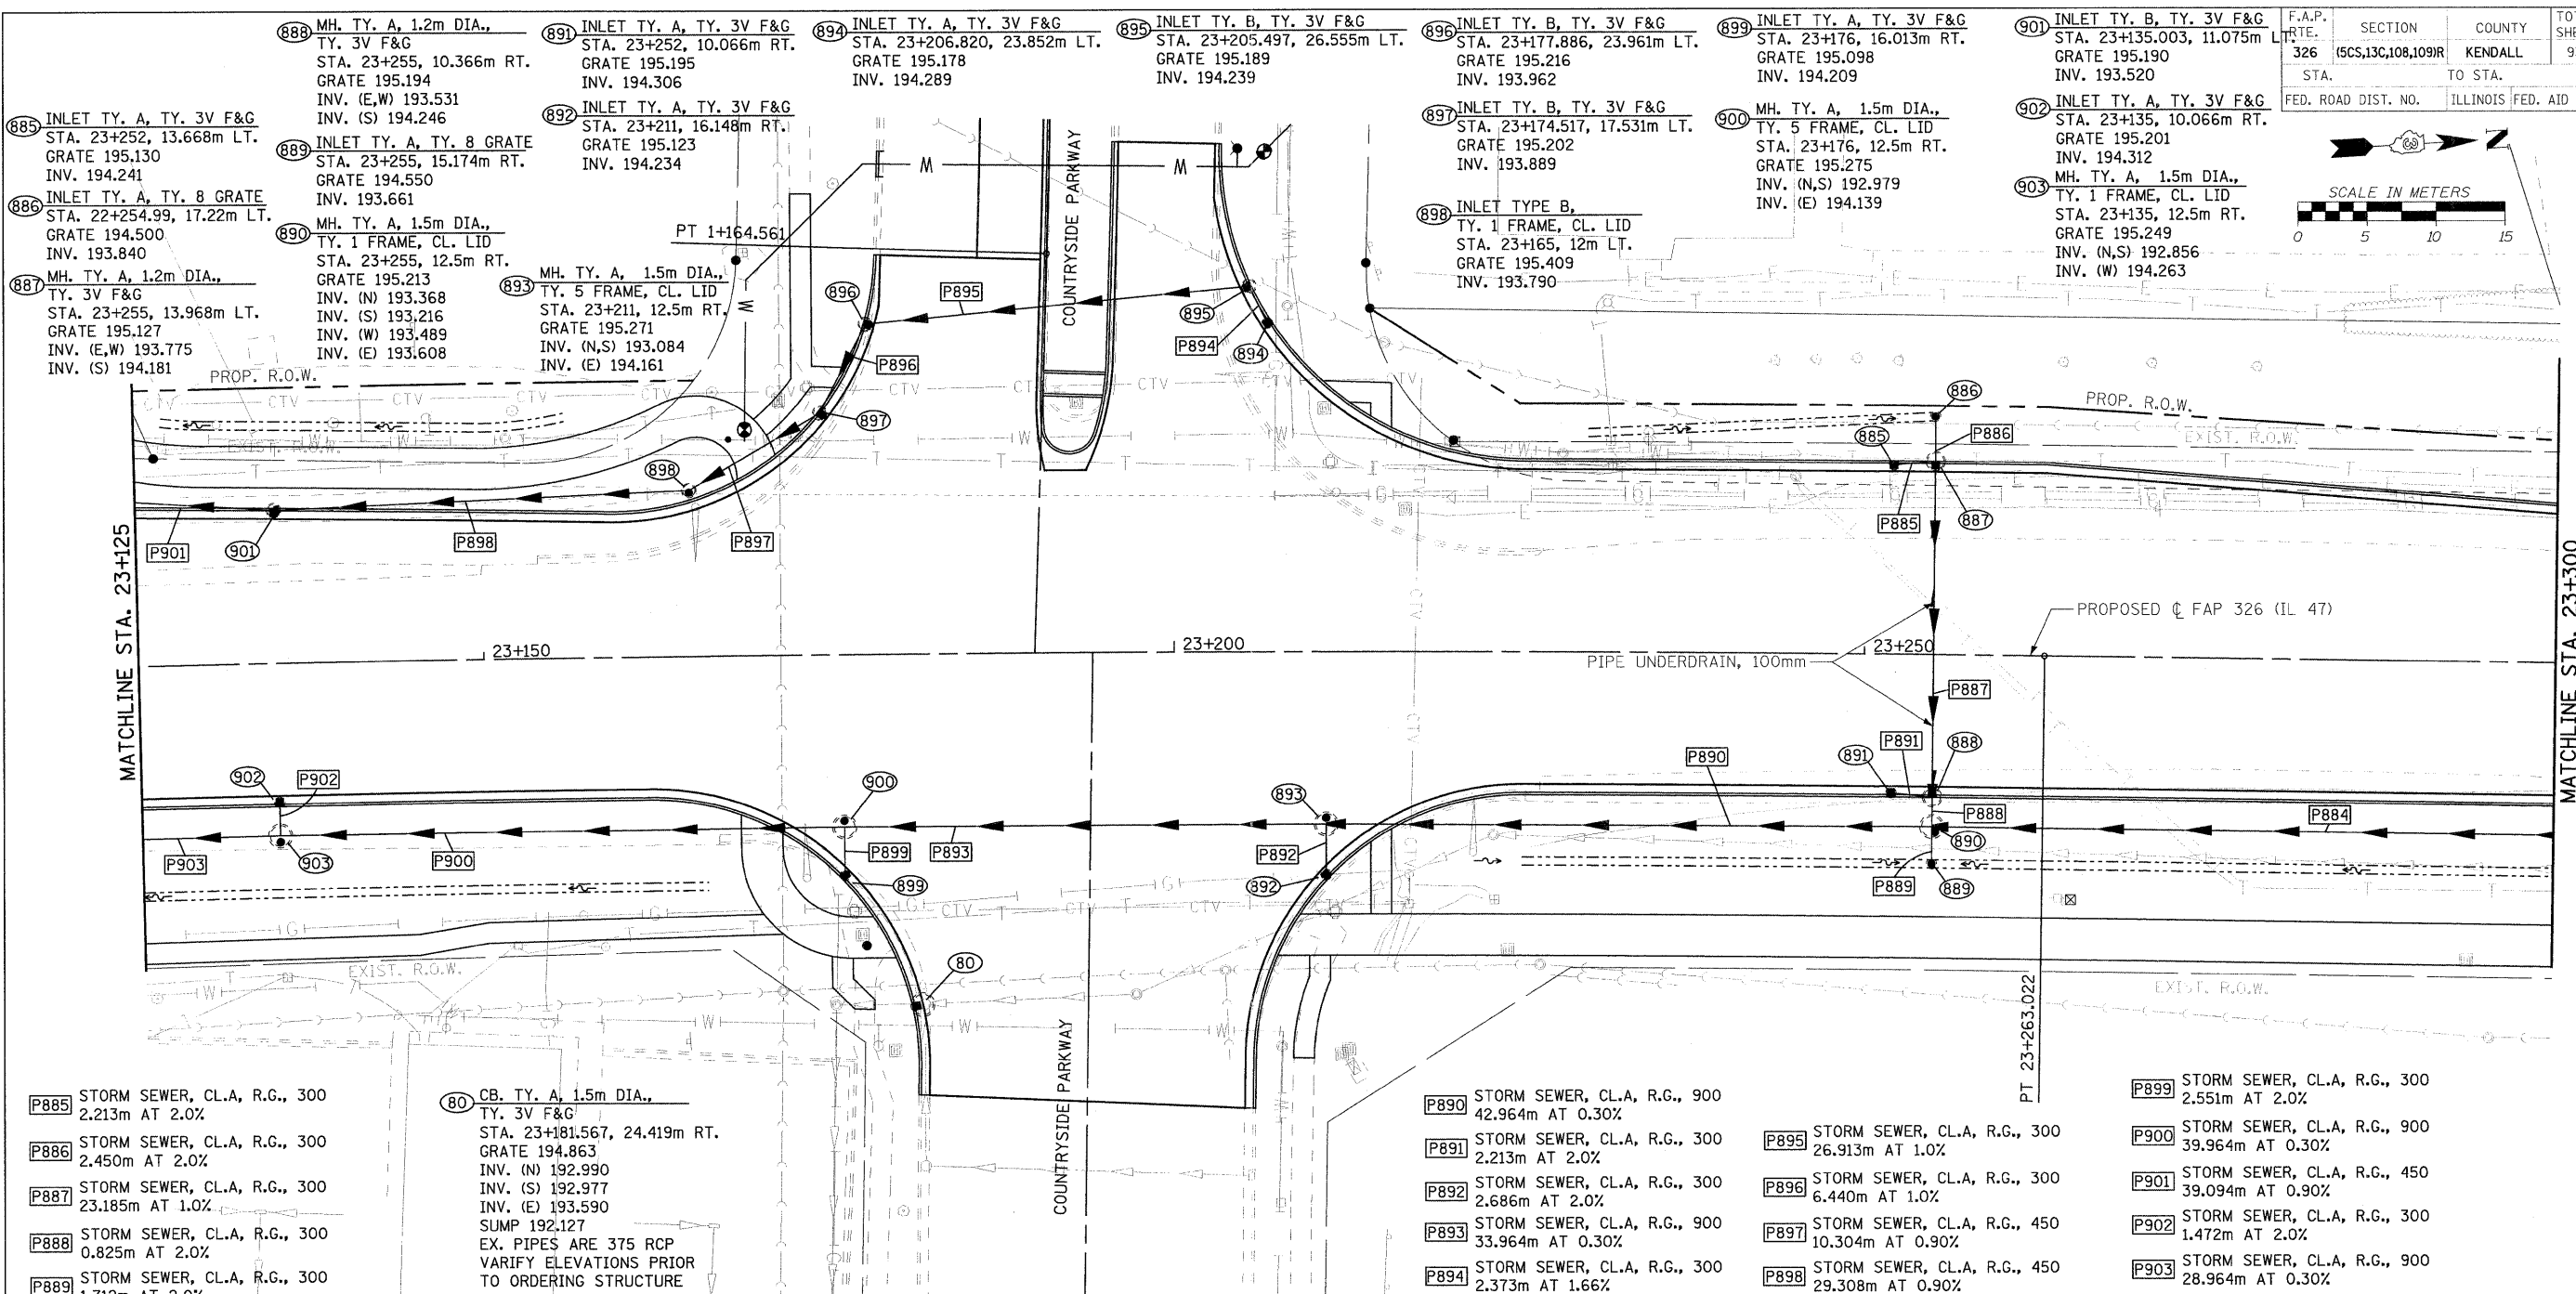 888 MH. TY. A, 1.2m DIA.,
TY. 3V F&G
STA. 23+255, 10.366m RT.
GRATE 195.194
INV. (E,W) 193.531
INV. (S) 194.246
891 INLET TY. A, TY. 3V F&G
STA. 23+252, 10.066m RT.
GRATE 195.195
INV. 194.306
894 INLET TY. A, TY. 3V F&G
STA. 23+206.820, 23.852m LT.
GRATE 195.178
INV. 194.289
895 INLET TY. B, TY. 3V F&G
STA. 23+205.497, 26.555m LT.
GRATE 195.189
INV. 194.239
896 INLET TY. B, TY. 3V F&G
STA. 23+177.886, 23.961m LT.
GRATE 195.216
INV. 193.962
899 INLET TY. A, TY. 3V F&G
STA. 23+176, 16.013m RT.
GRATE 195.098
INV. 194.209
901 INLET TY. B, TY. 3V F&G
STA. 23+135.003, 11.075m LT.
GRATE 195.190
INV. 193.520
F.A.P. RTE. SECTION COUNTY
326 (5CS,13C,108,109)R KENDALL
STA. TO STA.
FED. ROAD DIST. NO. ILLINOIS FED. AID
885 INLET TY. A, TY. 3V F&G
STA. 23+252, 13.668m LT.
GRATE 195.130
INV. 194.241
886 INLET TY. A, TY. 8 GRATE
STA. 22+254.99, 17.22m LT.
GRATE 194.500
INV. 193.840
887 MH. TY. A, 1.2m DIA.,
TY. 3V F&G
STA. 23+255, 13.968m LT.
GRATE 195.127
INV. (E,W) 193.775
INV. (S) 194.181
889 INLET TY. A, TY. 8 GRATE
STA. 23+255, 15.174m RT.
GRATE 194.550
INV. 193.661
890 MH. TY. A, 1.5m DIA.,
TY. 1 FRAME, CL. LID
STA. 23+255, 12.5m RT.
GRATE 195.213
INV. (N) 193.368
INV. (S) 193.216
INV. (W) 193.489
INV. (E) 193.608
892 INLET TY. A, TY. 3V F&G
STA. 23+211, 16.148m RT.
GRATE 195.123
INV. 194.234
893 MH. TY. A, 1.5m DIA.,
TY. 5 FRAME, CL. LID
STA. 23+211, 12.5m RT.
GRATE 195.271
INV. (N,S) 193.084
INV. (E) 194.161
897 INLET TY. B, TY. 3V F&G
STA. 23+174.517, 17.531m LT.
GRATE 195.202
INV. 193.889
898 INLET TYPE B,
TY. 1 FRAME, CL. LID
STA. 23+165, 12m LT.
GRATE 195.409
INV. 193.790
900 MH. TY. A, 1.5m DIA.,
TY. 5 FRAME, CL. LID
STA. 23+176, 12.5m RT.
GRATE 195.275
INV. (N,S) 192.979
INV. (E) 194.139
902 INLET TY. A, TY. 3V F&G
STA. 23+135, 10.066m RT.
GRATE 195.201
INV. 194.312
903 MH. TY. A, 1.5m DIA.,
TY. 1 FRAME, CL. LID
STA. 23+135, 12.5m RT.
GRATE 195.249
INV. (N,S) 192.856
INV. (W) 194.263
SCALE IN METERS
0 5 10 15
W W
PT 1+164.561
COUNTRYSIDE PARKWAY
W
896 P895 895 P894 894
P896 897
PROP. R.O.W.
CTV CTV CTV CTV
EXIST. R.O.W.
886 PROP. R.O.W.
885 P886 EXIST. R.O.W.
898
P885 887
P901 901 P898 P897
MATCHLINE STA. 23+125
MATCHLINE STA. 23+300
PROPOSED ℄ FAP 326 (IL 47)
23+150 23+200 23+250
PIPE UNDERDRAIN, 100mm
P887
P891 888
P890 891
902 P902 900 893
P888 P884
903 P903 P900 P899 P893 P892 890
899 892 P889 889
CTV T CTV T CTV
80
EXIST. R.O.W.
EXIST. R.O.W.
PT 23+263.022
COUNTRYSIDE PARKWAY
P885 STORM SEWER, CL.A, R.G., 300
2.213m AT 2.0%
P886 STORM SEWER, CL.A, R.G., 300
2.450m AT 2.0%
P887 STORM SEWER, CL.A, R.G., 300
23.185m AT 1.0%
P888 STORM SEWER, CL.A, R.G., 300
0.825m AT 2.0%
P889 STORM SEWER, CL.A, R.G., 300
80 CB. TY. A, 1.5m DIA.,
TY. 3V F&G
STA. 23+181.567, 24.419m RT.
GRATE 194.863
INV. (N) 192.990
INV. (S) 192.977
INV. (E) 193.590
SUMP 192.127
EX. PIPES ARE 375 RCP
VARIFY ELEVATIONS PRIOR
TO ORDERING STRUCTURE
P890 STORM SEWER, CL.A, R.G., 900
42.964m AT 0.30%
P891 STORM SEWER, CL.A, R.G., 300
2.213m AT 2.0%
P892 STORM SEWER, CL.A, R.G., 300
2.686m AT 2.0%
P893 STORM SEWER, CL.A, R.G., 900
33.964m AT 0.30%
P894 STORM SEWER, CL.A, R.G., 300
2.373m AT 1.66%
P895 STORM SEWER, CL.A, R.G., 300
26.913m AT 1.0%
P896 STORM SEWER, CL.A, R.G., 300
6.440m AT 1.0%
P897 STORM SEWER, CL.A, R.G., 450
10.304m AT 0.90%
P898 STORM SEWER, CL.A, R.G., 450
29.308m AT 0.90%
P899 STORM SEWER, CL.A, R.G., 300
2.551m AT 2.0%
P900 STORM SEWER, CL.A, R.G., 900
39.964m AT 0.30%
P901 STORM SEWER, CL.A, R.G., 450
39.094m AT 0.90%
P902 STORM SEWER, CL.A, R.G., 300
1.472m AT 2.0%
P903 STORM SEWER, CL.A, R.G., 900
28.964m AT 0.30%